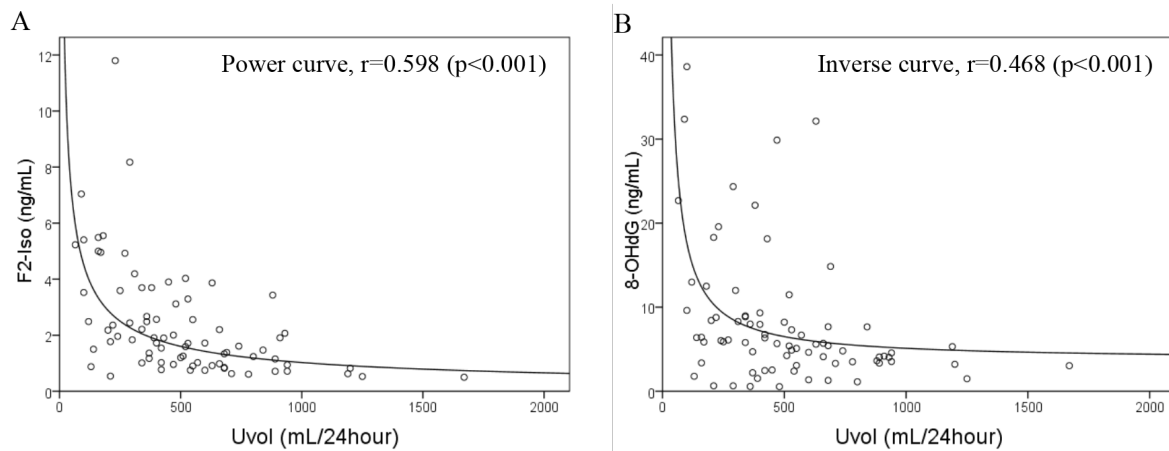 A
Power curve, r=0.598 (p<0.001)
12
10
8
6
4
2
0
F2-Iso (ng/mL)
0 500 1000 1500 2000
Uvol (mL/24hour)
B
Inverse curve, r=0.468 (p<0.001)
40
30
20
10
0
8-OHdG (ng/mL)
0 500 1000 1500 2000
Uvol (mL/24hour)